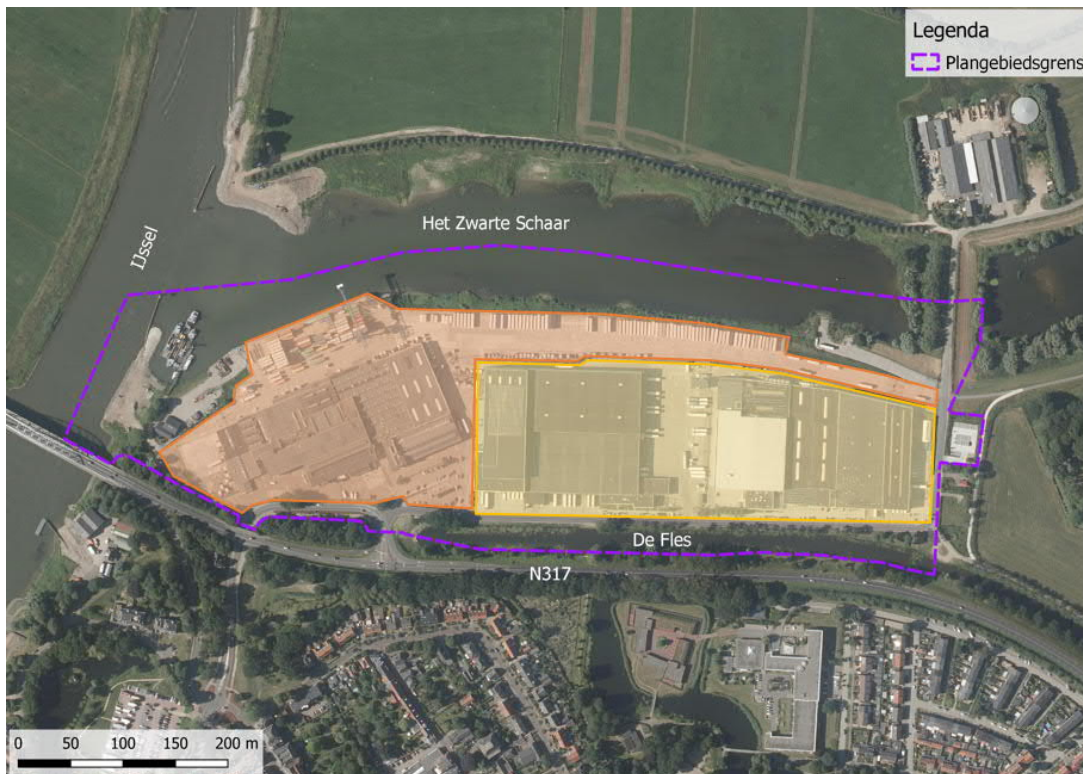 Legenda
Plangebiedsgrens
Het Zwarte Schaar
IJssel
De Fles
N317
0 50 100 150 200 m